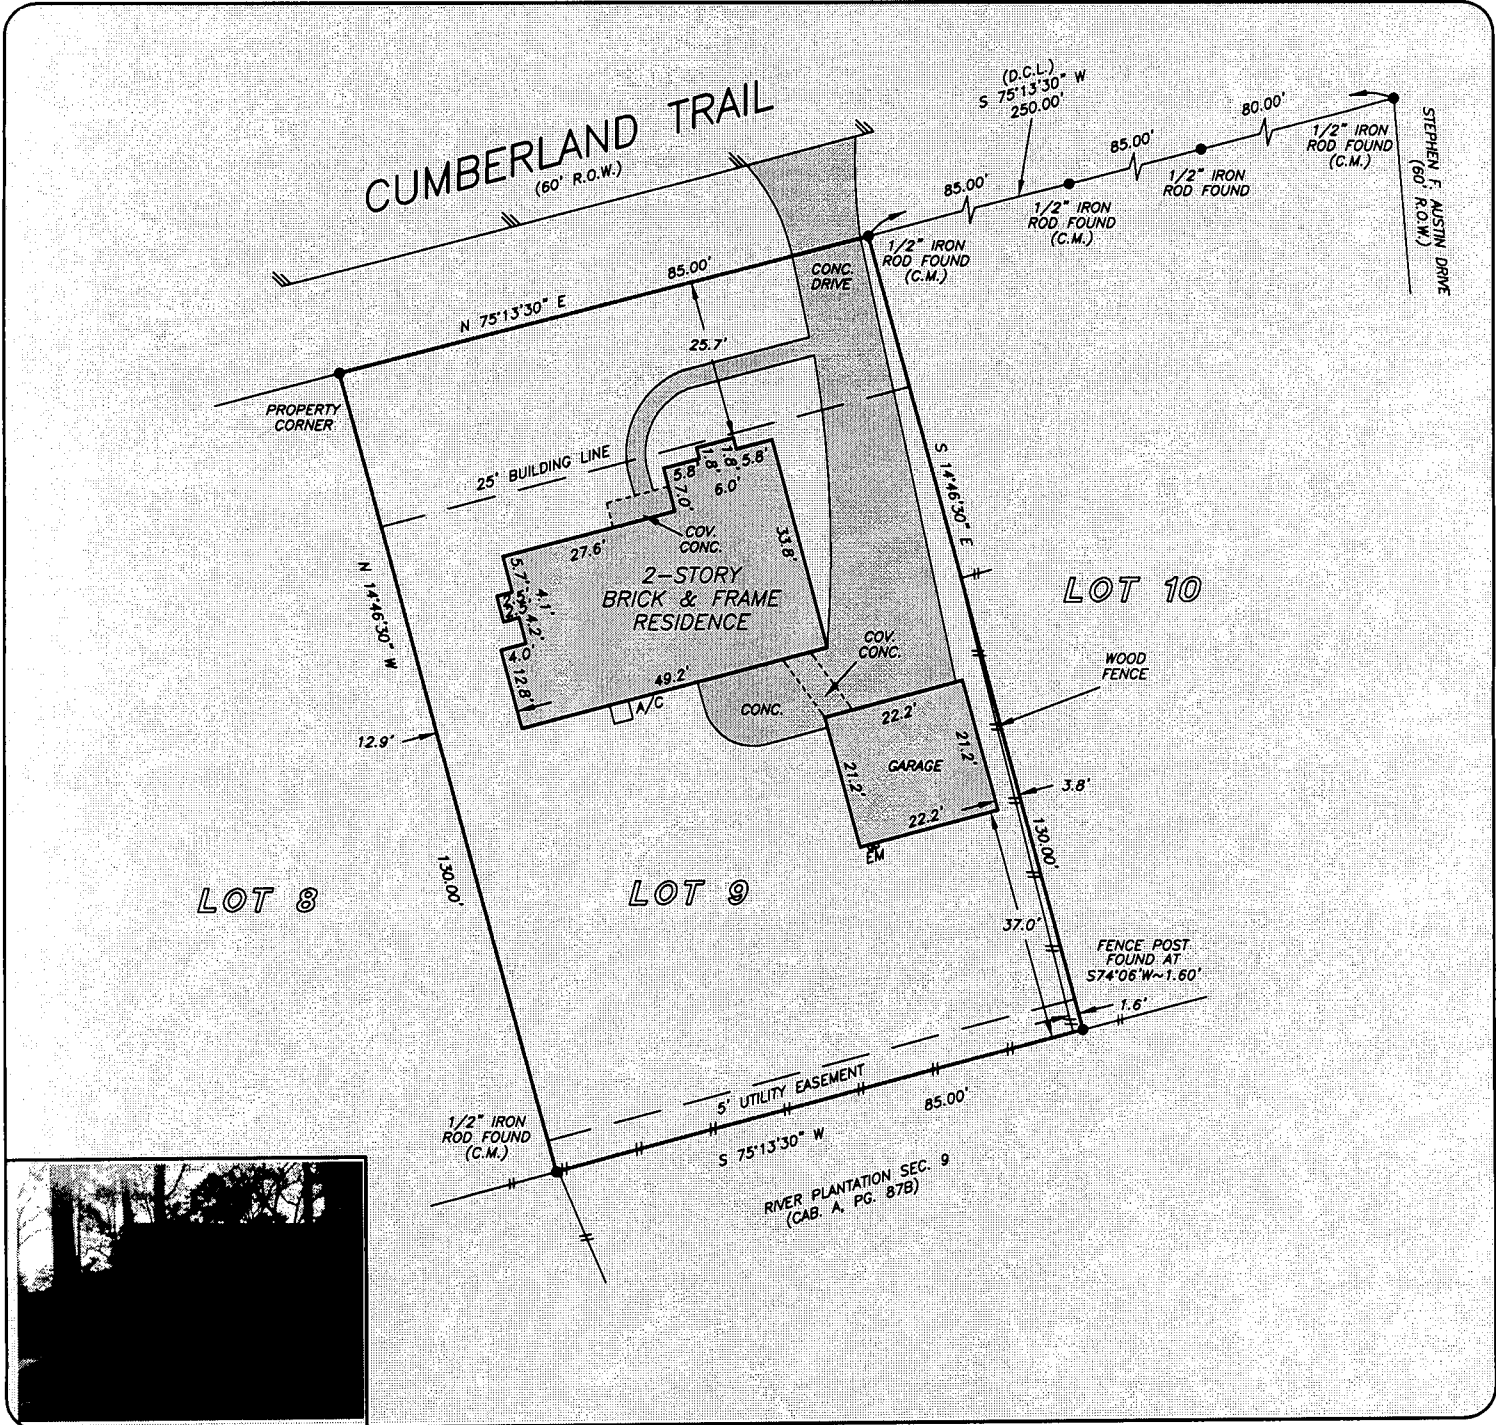 CUMBERLAND TRAIL
(60' R.O.W.)
(D.C.L.)
S 75°13'30" W
250.00'
80.00'
85.00'
85.00'
1/2" IRON
ROD FOUND
(C.M.)
1/2" IRON
ROD FOUND
1/2" IRON
ROD FOUND
(C.M.)
1/2" IRON
ROD FOUND
(C.M.)
STEPHEN F. AUSTIN DRIVE
(60' R.O.W.)
N 75°13'30" E
85.00'
CONC.
DRIVE
25.7'
PROPERTY
CORNER
25' BUILDING LINE
5.8'
1.8'
1.8'
5.8'
6.0'
7.0'
COV.
CONC.
27.6'
33.8'
5.7'
4.1'
2.5'
2.5'
4.2'
4.0'
12.8'
2-STORY
BRICK & FRAME
RESIDENCE
49.2'
A/C
CONC.
COV.
CONC.
S 14°46'30" E
LOT 10
WOOD
FENCE
N 14°46'30" W
12.9'
22.2'
21.2'
21.2'
GARAGE
22.2'
EM
3.8'
130.00'
130.00'
LOT 8
LOT 9
37.0'
FENCE POST
FOUND AT
S74°06'W~1.60'
1.6'
5' UTILITY EASEMENT
85.00'
S 75°13'30" W
1/2" IRON
ROD FOUND
(C.M.)
RIVER PLANTATION SEC. 9
(CAB. A, PG. 87B)